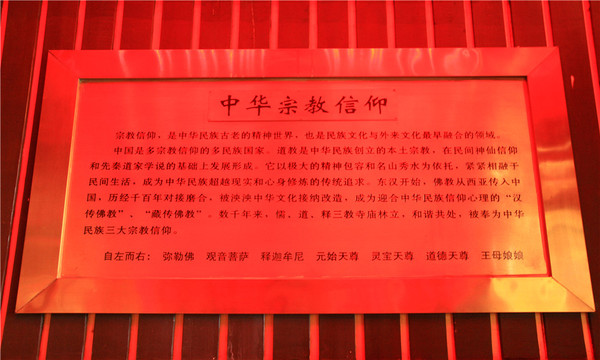 中华宗教信仰
宗教信仰，是中华民族古老的精神世界，也是民族文化与外来文化最早融合的领域。
中国是多宗教信仰的多民族国家。道教是中华民族创立的本土宗教，在民间神仙信仰
和先秦道家学说的基础上发展形成。它以极大的精神包容和名山秀水为依托，紧紧相融于
民间生活，成为中华民族超越现实和心身修炼的传统追求。东汉开始，佛教从西亚传入中
国，历经千百年对接磨合，被泱泱中华文化接纳改造，成为迎合中华民族信仰心理的“汉
传佛教”、“藏传佛教”。数千年来，儒、道、释三教寺庙林立，和谐共处，被奉为中华
民族三大宗教信仰。
自左而右：弥勒佛 观音菩萨 释迦牟尼 元始天尊 灵宝天尊 道德天尊 王母娘娘